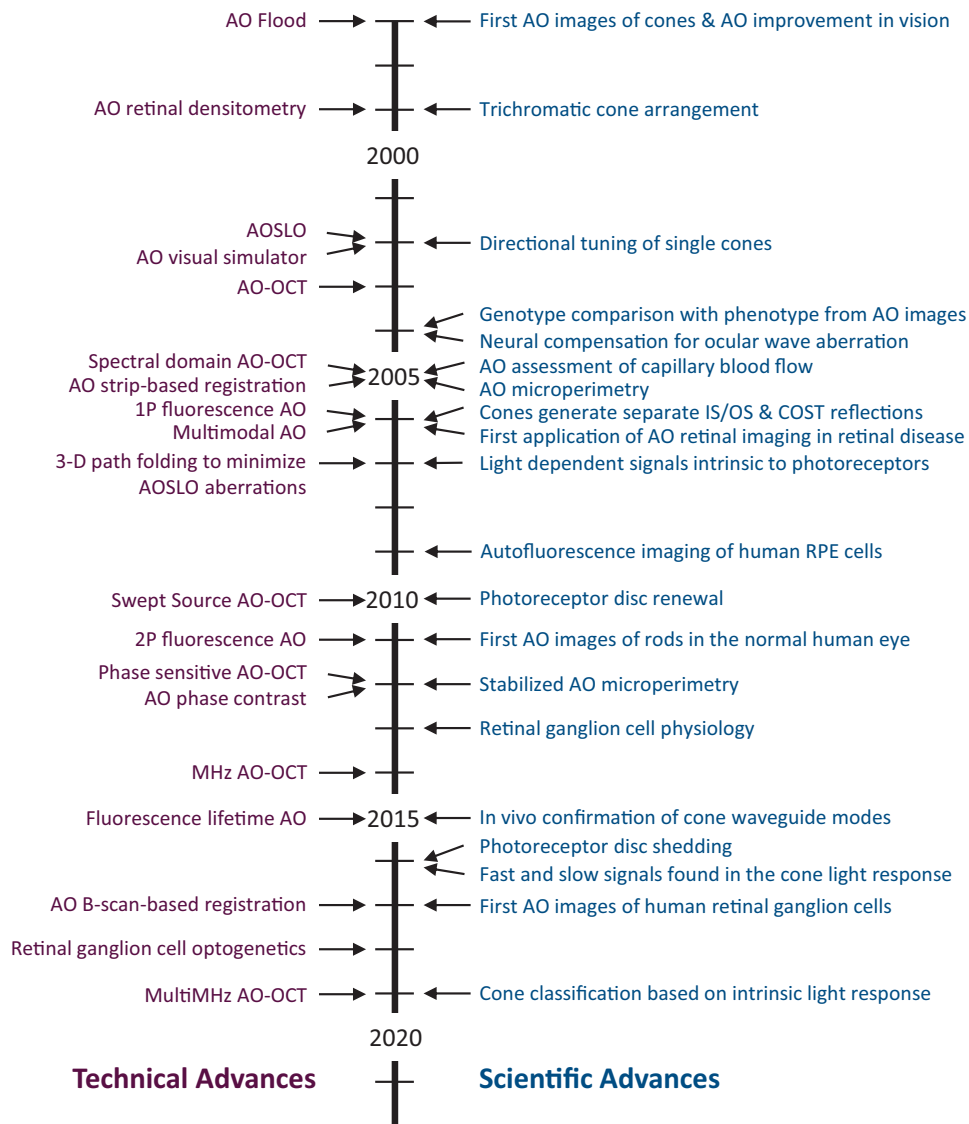 AO Flood
First AO images of cones & AO improvement in vision
AO retinal densitometry
Trichromatic cone arrangement
2000
AOSLO
AO visual simulator
Directional tuning of single cones
AO-OCT
Genotype comparison with phenotype from AO images
Neural compensation for ocular wave aberration
Spectral domain AO-OCT
AO strip-based registration
2005
AO assessment of capillary blood flow
AO microperimetry
1P fluorescence AO
Multimodal AO
Cones generate separate IS/OS & COST reflections
First application of AO retinal imaging in retinal disease
3-D path folding to minimize
AOSLO aberrations
Light dependent signals intrinsic to photoreceptors
Autofluorescence imaging of human RPE cells
Swept Source AO-OCT
2010
Photoreceptor disc renewal
2P fluorescence AO
First AO images of rods in the normal human eye
Phase sensitive AO-OCT
AO phase contrast
Stabilized AO microperimetry
Retinal ganglion cell physiology
MHz AO-OCT
Fluorescence lifetime AO
2015
In vivo confirmation of cone waveguide modes
Photoreceptor disc shedding
Fast and slow signals found in the cone light response
AO B-scan-based registration
First AO images of human retinal ganglion cells
Retinal ganglion cell optogenetics
MultiMHz AO-OCT
Cone classification based on intrinsic light response
2020
Technical Advances
Scientific Advances